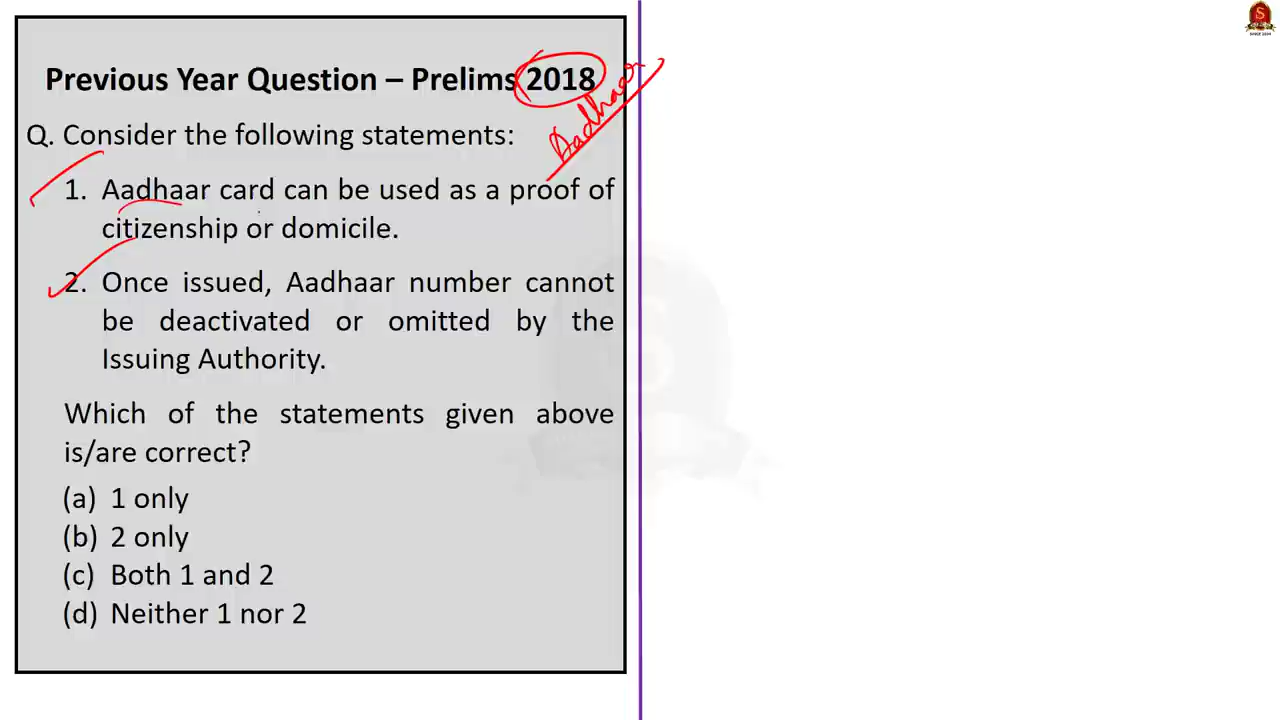 Previous Year Question – Prelims 2018
Aadhaar
Q. Consider the following statements:
1. Aadhaar card can be used as a proof of
citizenship or domicile.
2. Once issued, Aadhaar number cannot
be deactivated or omitted by the
Issuing Authority.
Which of the statements given above
is/are correct?
(a) 1 only
(b) 2 only
(c) Both 1 and 2
(d) Neither 1 nor 2